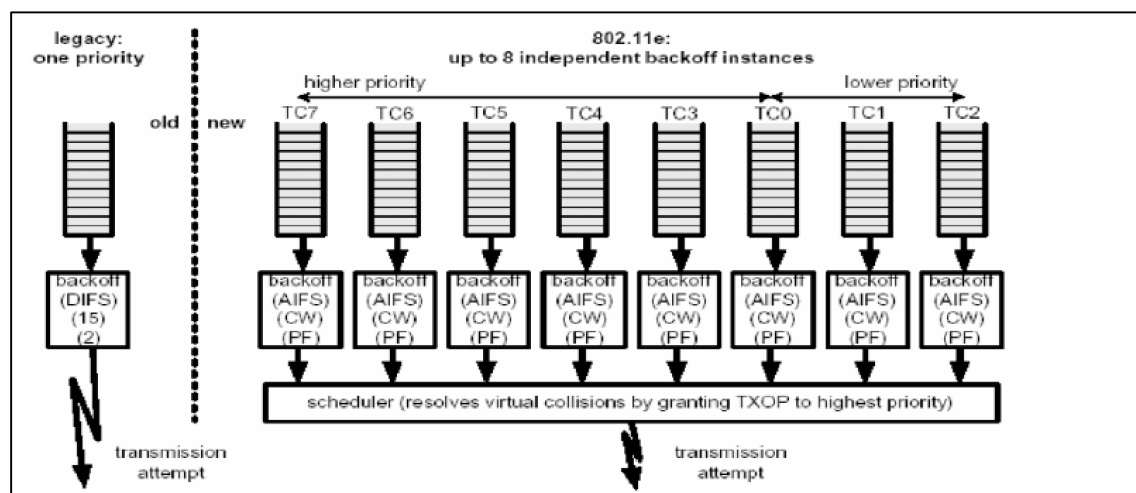 legacy:
one priority
802.11e:
up to 8 independent backoff instances
higher priority
lower priority
old
new
TC7
TC6
TC5
TC4
TC3
TC0
TC1
TC2
backoff
(DIFS)
(15)
(2)
backoff
(AIFS)
(CW)
(PF)
backoff
(AIFS)
(CW)
(PF)
backoff
(AIFS)
(CW)
(PF)
backoff
(AIFS)
(CW)
(PF)
backoff
(AIFS)
(CW)
(PF)
backoff
(AIFS)
(CW)
(PF)
backoff
(AIFS)
(CW)
(PF)
backoff
(AIFS)
(CW)
(PF)
scheduler (resolves virtual collisions by granting TXOP to highest priority)
transmission
attempt
transmission
attempt